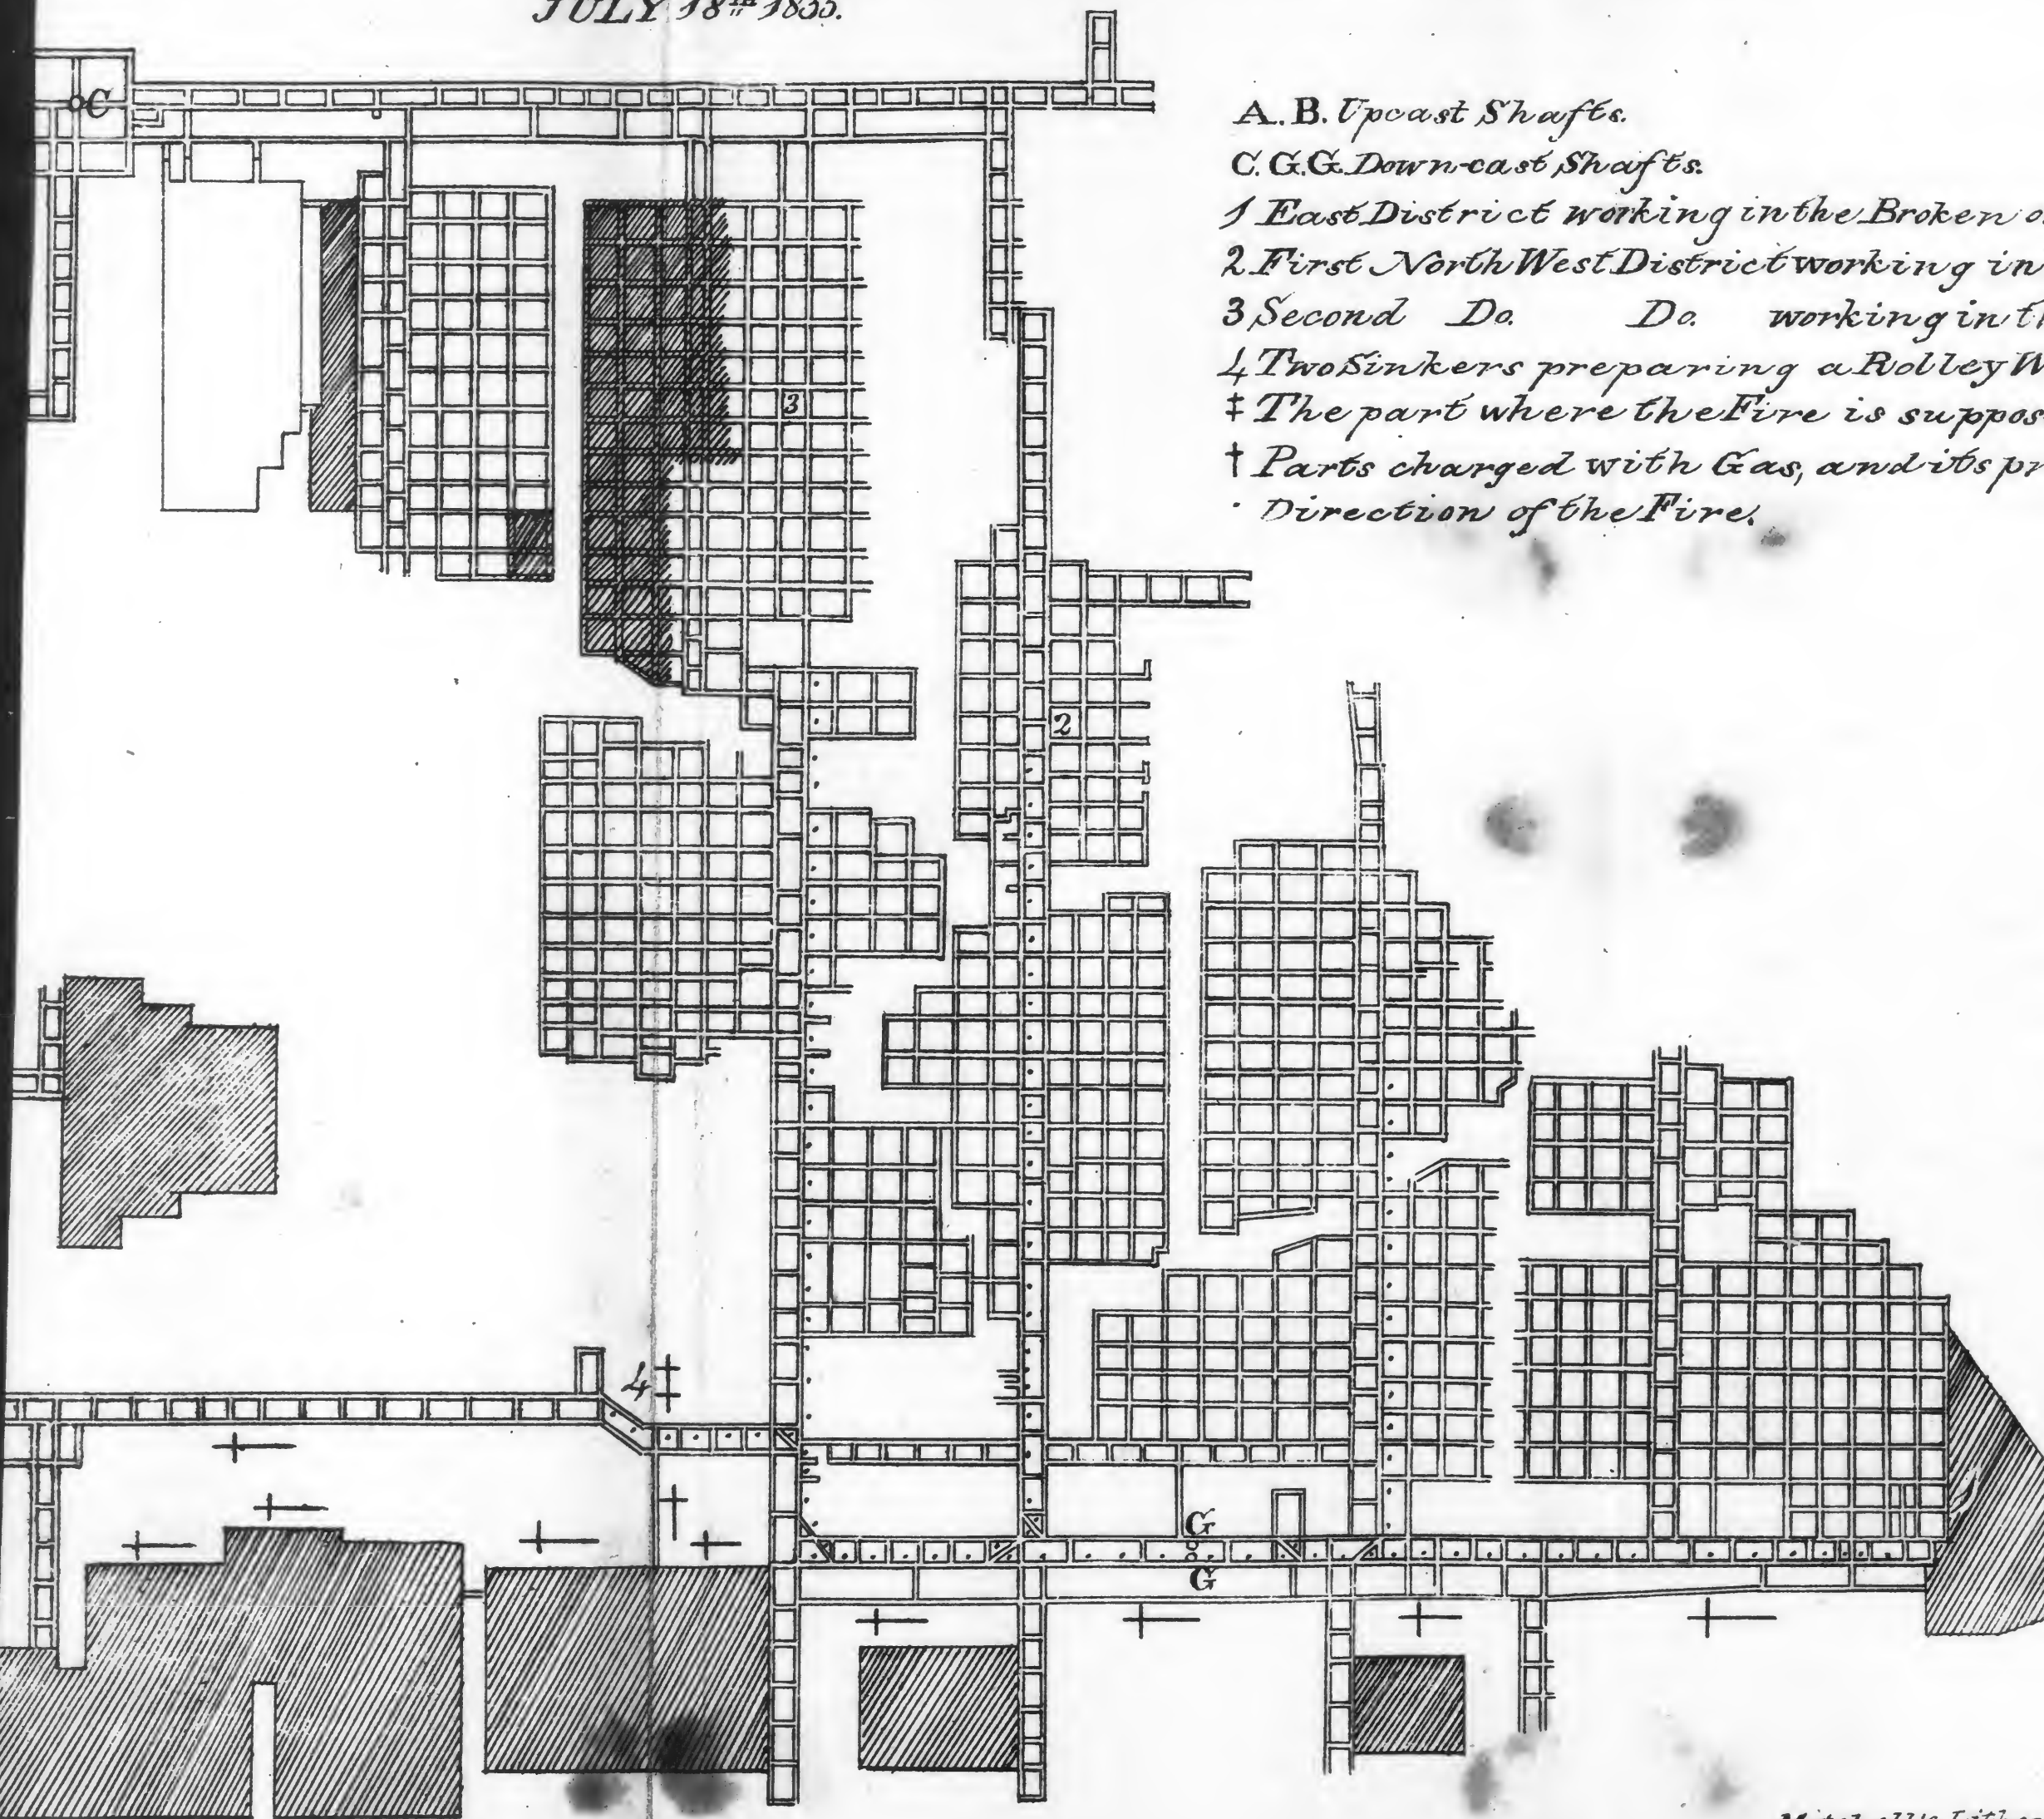 JULY 18th 1835.
A. B. Upcast Shafts.
C. G. G. Down-cast Shafts.
1 East District working in the Broken
2 First North West District working in
3 Second Do. Do. working in
4 Two Sinkers preparing a Rolley
‡ The part where the Fire is
† Parts charged with Gas, and its
· Direction of the Fire.
C
3
2
4 ‡
G
G